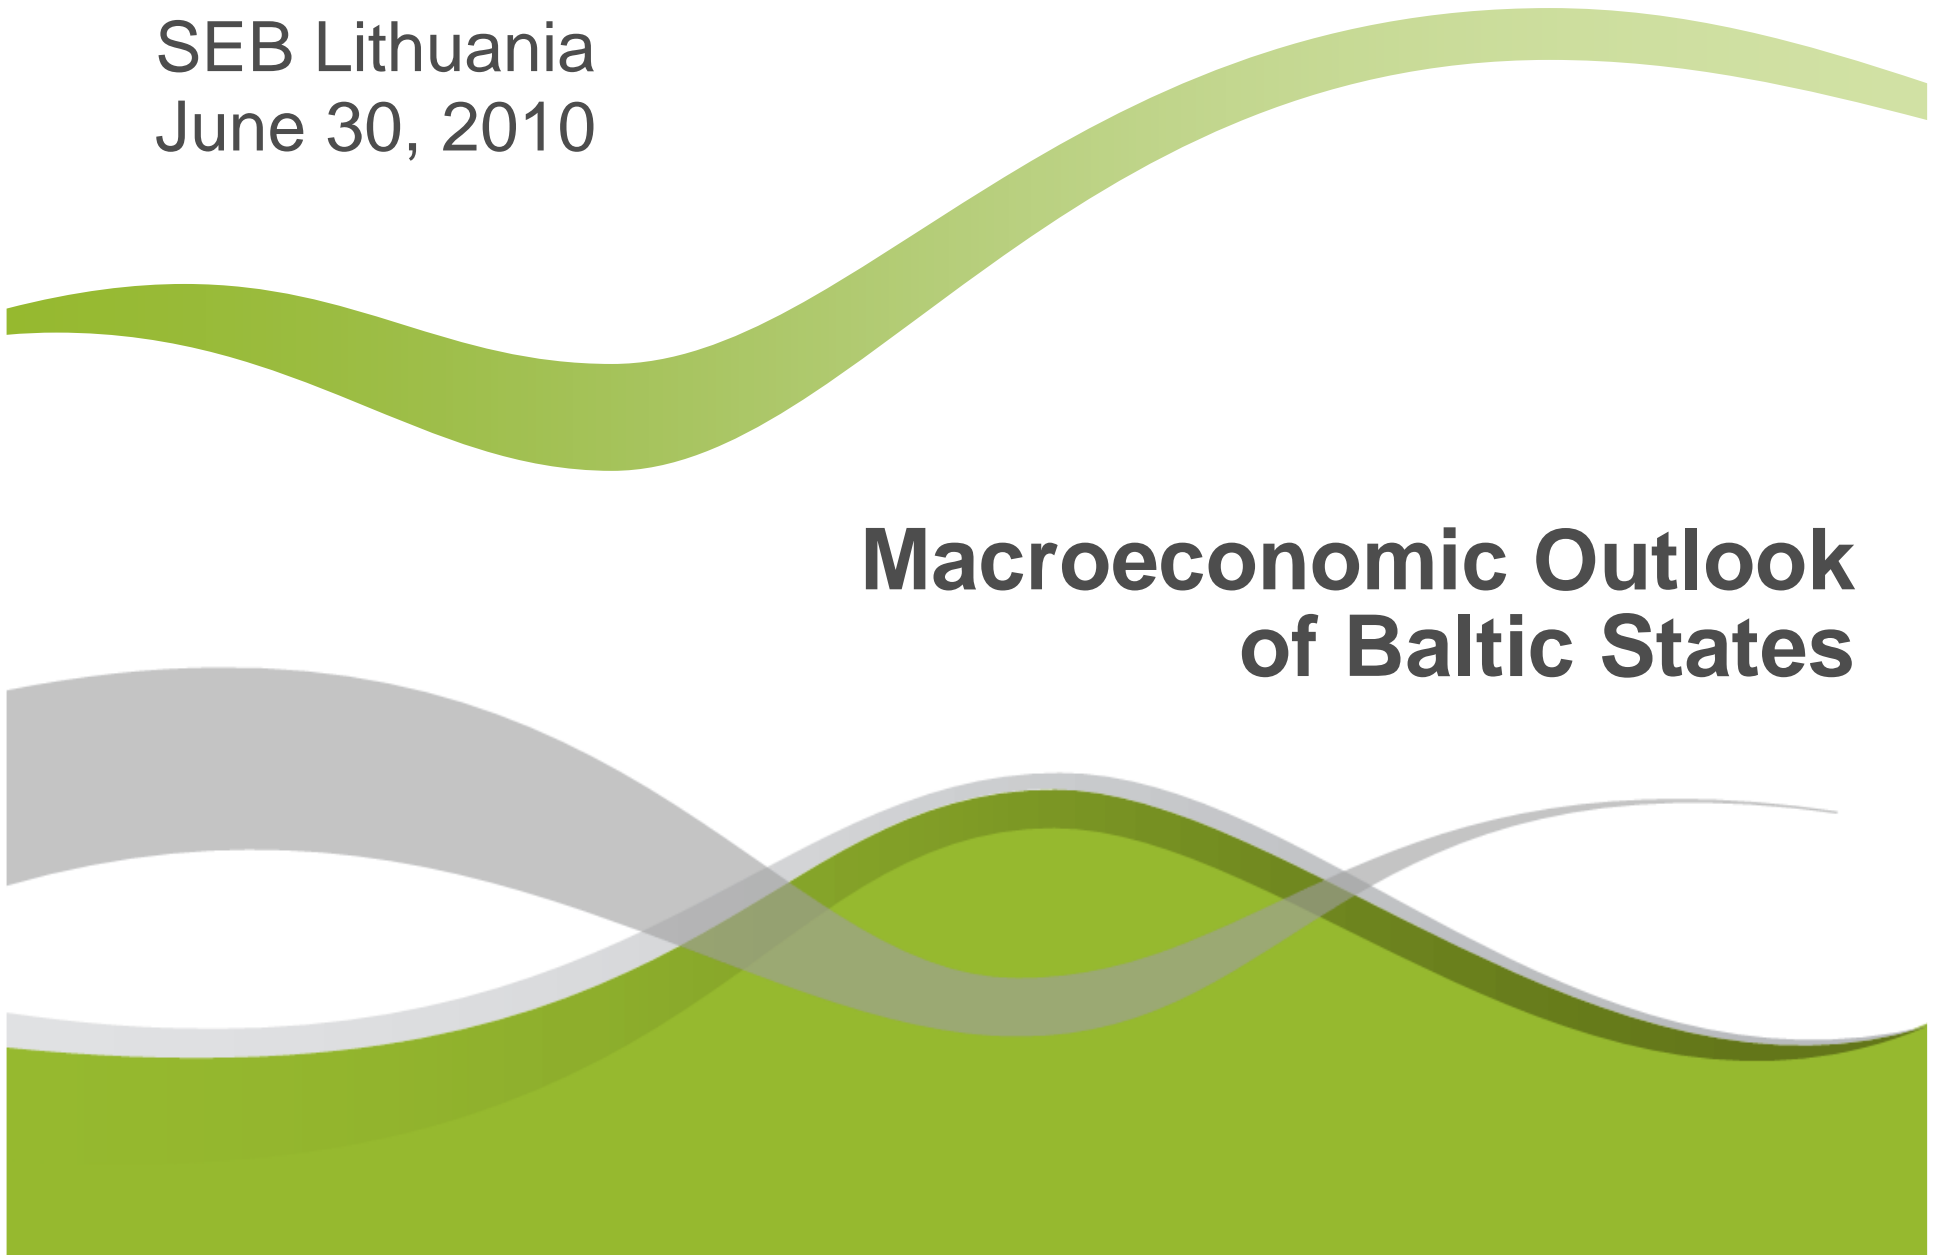 SEB Lithuania
June 30, 2010
Macroeconomic Outlook
of Baltic States